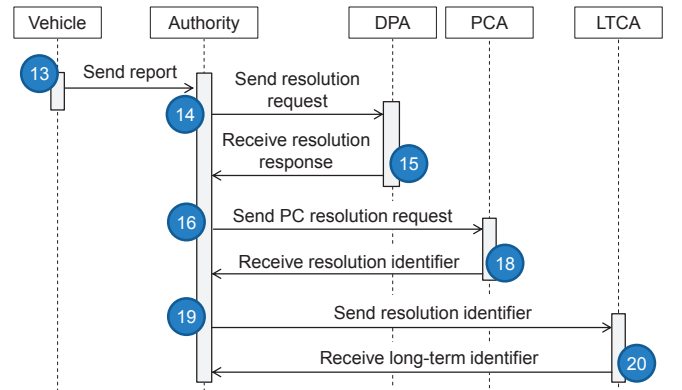 Vehicle
Authority
DPA
PCA
LTCA
13
Send report
Send resolution
request
14
Receive resolution
response
15
16
Send PC resolution request
Receive resolution identifier
18
19
Send resolution identifier
Receive long-term identifier
20